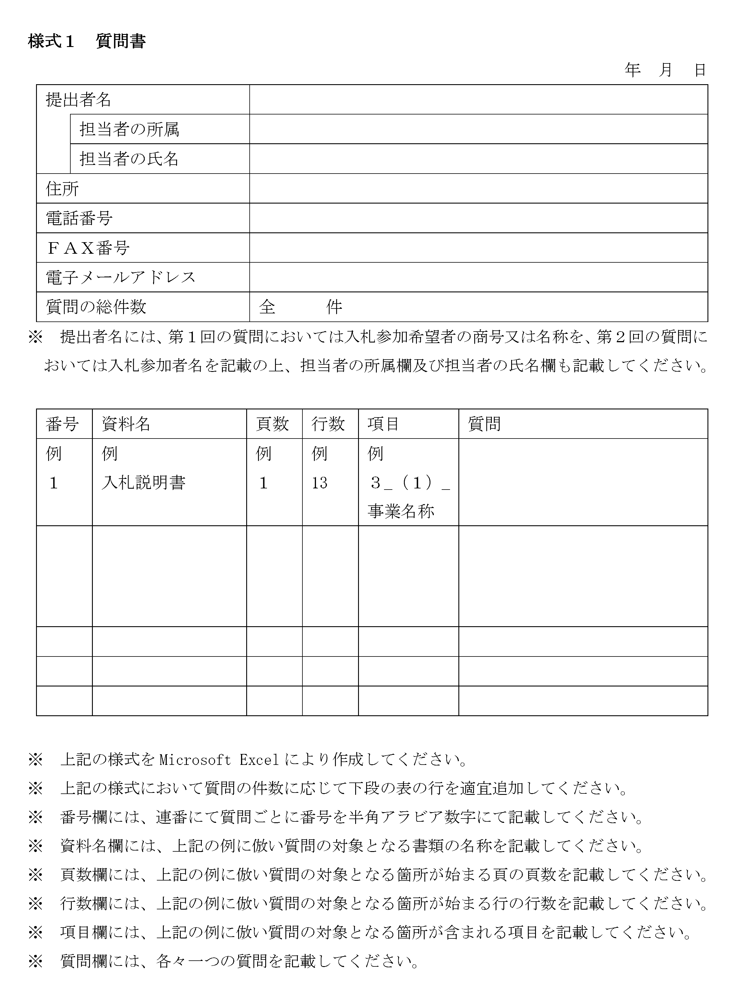 様式１　質問書
年　月　日
提出者名
担当者の所属
担当者の氏名
住所
電話番号
ＦＡＸ番号
電子メールアドレス
質問の総件数　全　　　件
※　提出者名には、第１回の質問においては入札参加希望者の商号又は名称を、第２回の質問に
おいては入札参加者名を記載の上、担当者の所属欄及び担当者の氏名欄も記載してください。
番号　資料名　頁数　行数　項目　質問
例　例　例　例　例
１　入札説明書　１　13　３_（１）_
事業名称
※　上記の様式を Microsoft Excel により作成してください。
※　上記の様式において質問の件数に応じて下段の表の行を適宜追加してください。
※　番号欄には、連番にて質問ごとに番号を半角アラビア数字にて記載してください。
※　資料名欄には、上記の例に倣い質問の対象となる書類の名称を記載してください。
※　頁数欄には、上記の例に倣い質問の対象となる箇所が始まる頁の頁数を記載してください。
※　行数欄には、上記の例に倣い質問の対象となる箇所が始まる行の行数を記載してください。
※　項目欄には、上記の例に倣い質問の対象となる箇所が含まれる項目を記載してください。
※　質問欄には、各々一つの質問を記載してください。